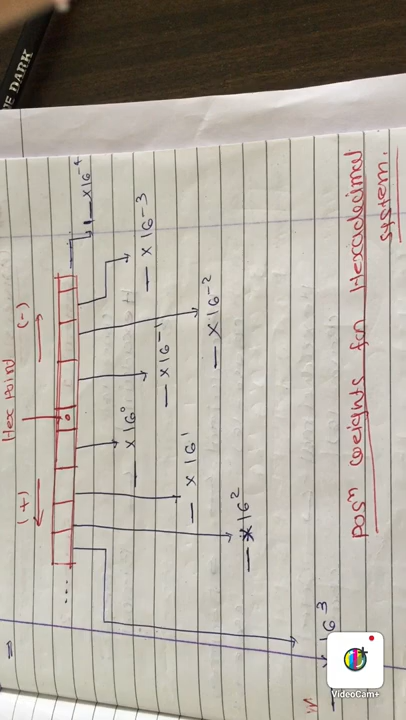 DARK
⇒
Hex Point
(+) (-)
...
— × 16⁻⁴
— × 16⁻³
— × 16⁰
— × 16⁻¹
— × 16⁻²
— × 16¹
— × 16²
16³
Posⁿ weights for Hexadecimal
system.
VideoCam+